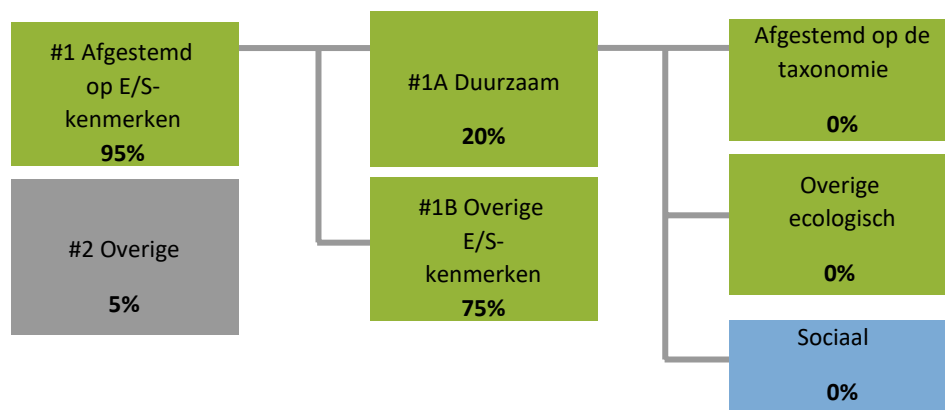 #1 Afgestemd
op E/S-
kenmerken
95%
#2 Overige
5%
#1A Duurzaam
20%
#1B Overige
E/S-
kenmerken
75%
Afgestemd op de
taxonomie
0%
Overige
ecologisch
0%
Sociaal
0%